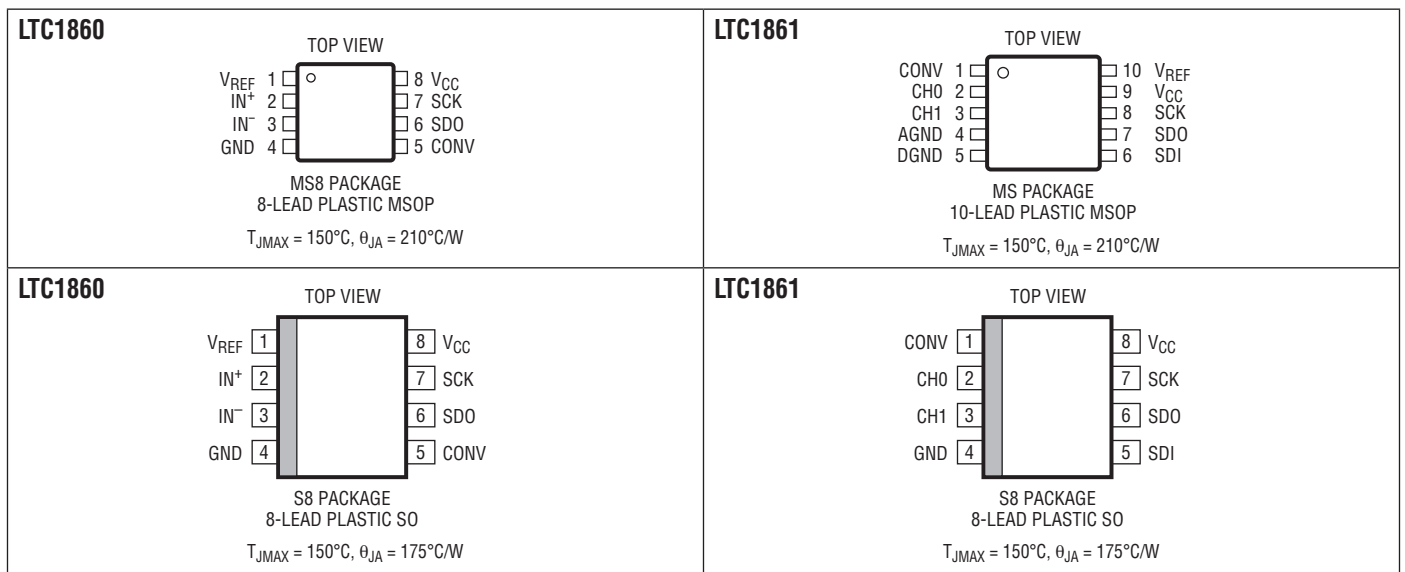 LTC1860
TOP VIEW
VREF 1 8 VCC
IN+ 2 7 SCK
IN– 3 6 SDO
GND 4 5 CONV
MS8 PACKAGE
8-LEAD PLASTIC MSOP
TJMAX = 150°C, θJA = 210°C/W
LTC1861
TOP VIEW
CONV 1 10 VREF
CH0 2 9 VCC
CH1 3 8 SCK
AGND 4 7 SDO
DGND 5 6 SDI
MS PACKAGE
10-LEAD PLASTIC MSOP
TJMAX = 150°C, θJA = 210°C/W
LTC1860
TOP VIEW
VREF 1 8 VCC
IN+ 2 7 SCK
IN– 3 6 SDO
GND 4 5 CONV
S8 PACKAGE
8-LEAD PLASTIC SO
TJMAX = 150°C, θJA = 175°C/W
LTC1861
TOP VIEW
CONV 1 8 VCC
CH0 2 7 SCK
CH1 3 6 SDO
GND 4 5 SDI
S8 PACKAGE
8-LEAD PLASTIC SO
TJMAX = 150°C, θJA = 175°C/W